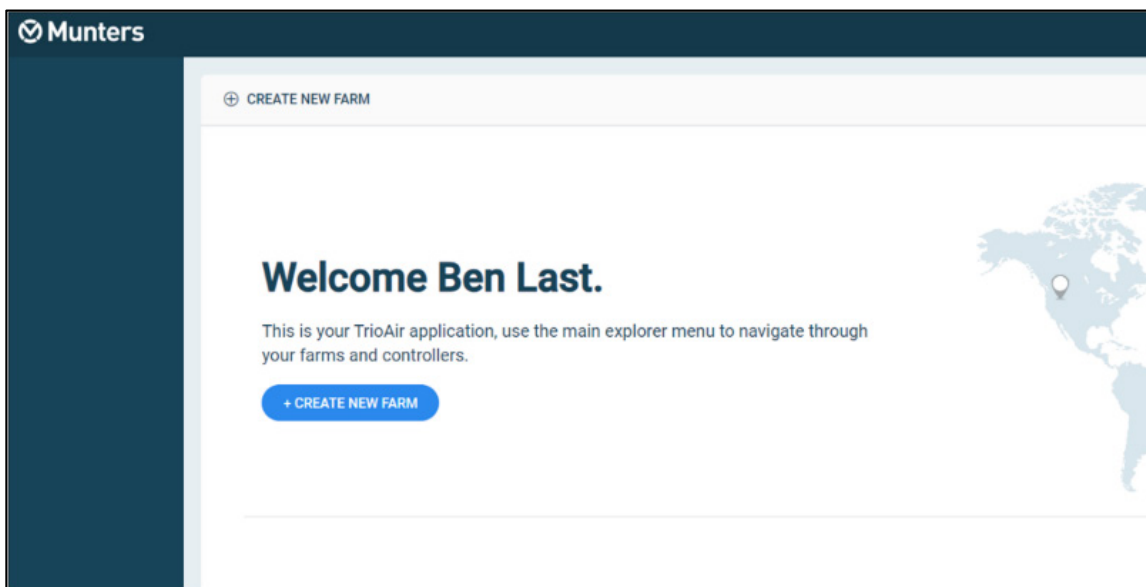 Munters
CREATE NEW FARM
Welcome Ben Last.
This is your TrioAir application, use the main explorer menu to navigate through
your farms and controllers.
+ CREATE NEW FARM